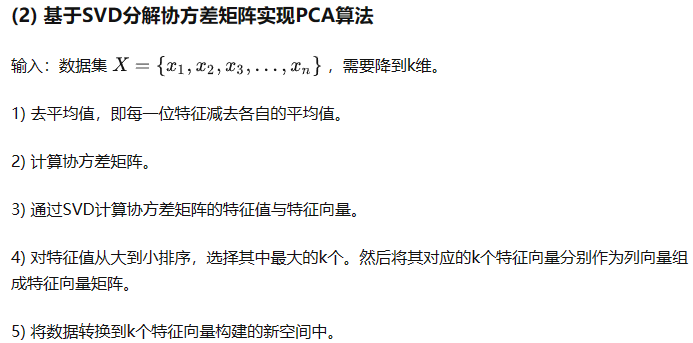 (2) 基于SVD分解协方差矩阵实现PCA算法
输入：数据集 X = {x₁, x₂, x₃, . . . , xₙ} ，需要降到k维。
1) 去平均值，即每一位特征减去各自的平均值。
2) 计算协方差矩阵。
3) 通过SVD计算协方差矩阵的特征值与特征向量。
4) 对特征值从大到小排序，选择其中最大的k个。然后将其对应的k个特征向量分别作为列向量组
成特征向量矩阵。
5) 将数据转换到k个特征向量构建的新空间中。